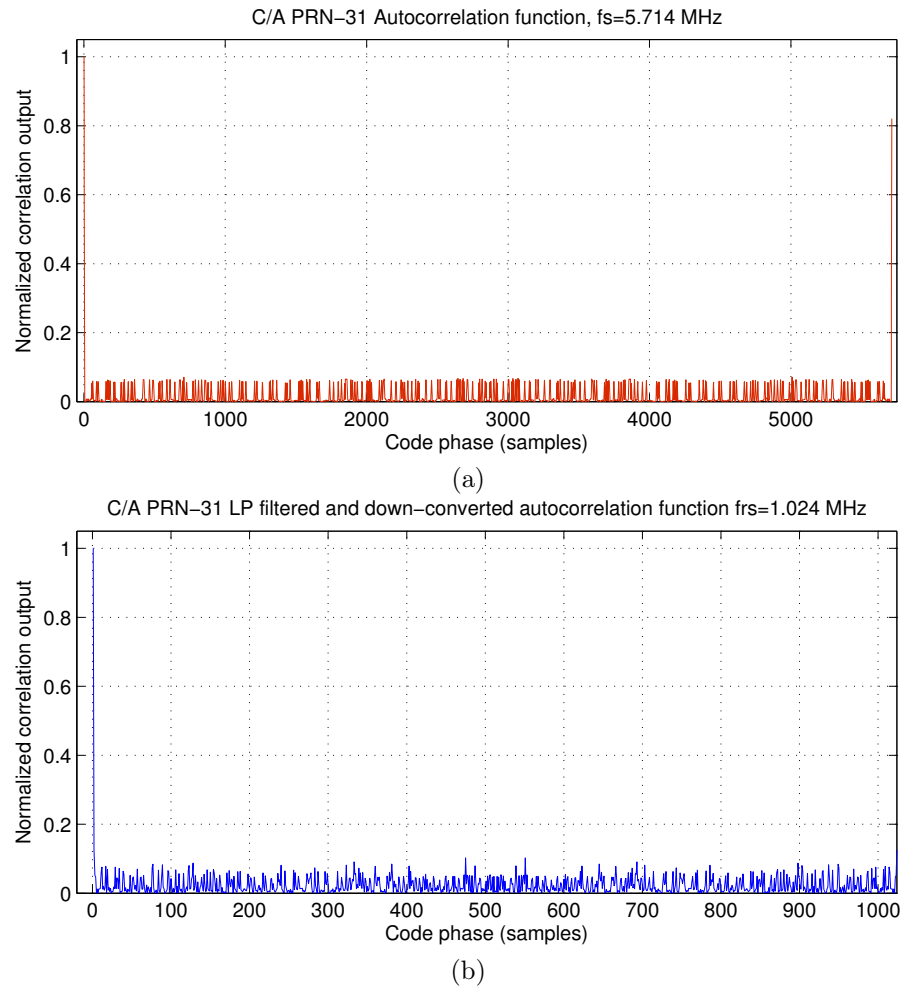 C/A PRN−31 Autocorrelation function, fs=5.714 MHz
Normalized correlation output
1
0.8
0.6
0.4
0.2
0
0 1000 2000 3000 4000 5000
Code phase (samples)
(a)
C/A PRN−31 LP filtered and down−converted autocorrelation function frs=1.024 MHz
Normalized correlation output
1
0.8
0.6
0.4
0.2
0
0 100 200 300 400 500 600 700 800 900 1000
Code phase (samples)
(b)